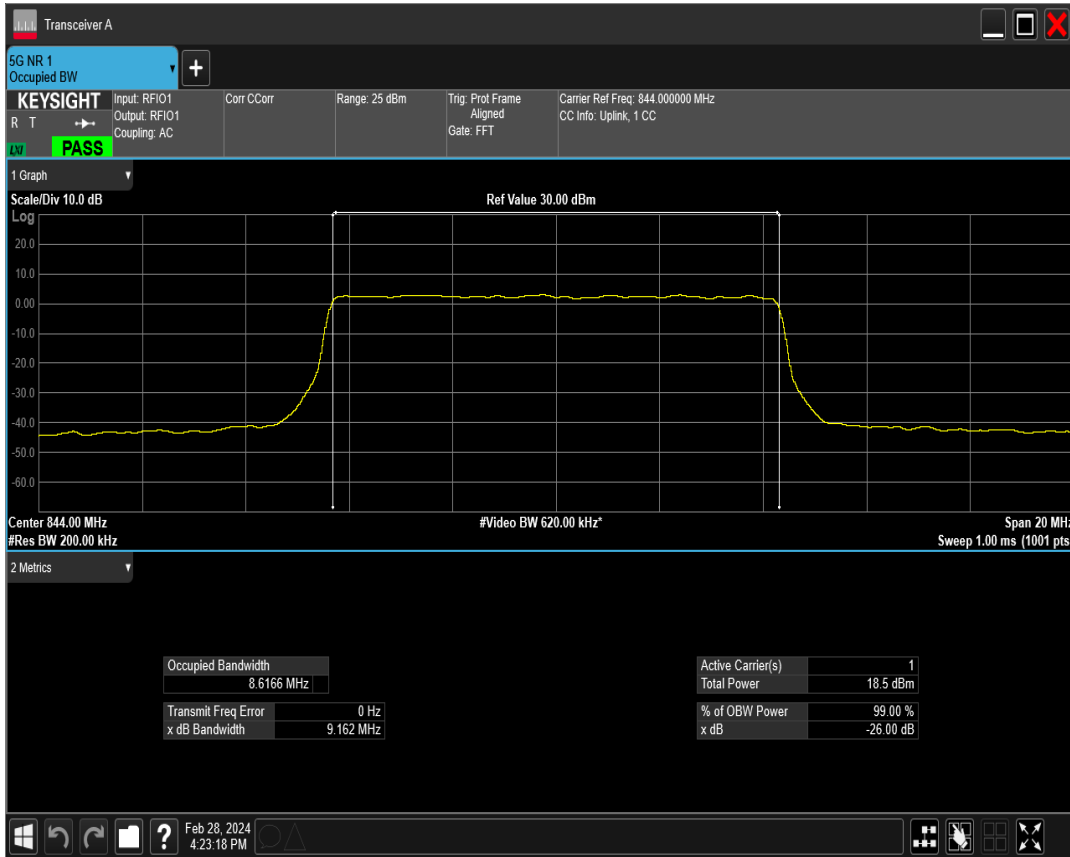 Transceiver A
5G NR 1
Occupied BW
KEYSIGHT
R T
LXI
PASS
Input: RFIO1
Output: RFIO1
Coupling: AC
Corr CCorr
Range: 25 dBm
Trig: Prot Frame
Aligned
Gate: FFT
Carrier Ref Freq: 844.000000 MHz
CC Info: Uplink, 1 CC
1 Graph
Scale/Div 10.0 dB
Ref Value 30.00 dBm
Log
20.0
10.0
0.00
-10.0
-20.0
-30.0
-40.0
-50.0
-60.0
Center 844.00 MHz
#Video BW 620.00 kHz*
Span 20 MHz
#Res BW 200.00 kHz
Sweep 1.00 ms (1001 pts
2 Metrics
Occupied Bandwidth
8.6166 MHz
Transmit Freq Error 0 Hz
x dB Bandwidth 9.162 MHz
Active Carrier(s) 1
Total Power 18.5 dBm
% of OBW Power 99.00 %
x dB -26.00 dB
Feb 28, 2024
4:23:18 PM